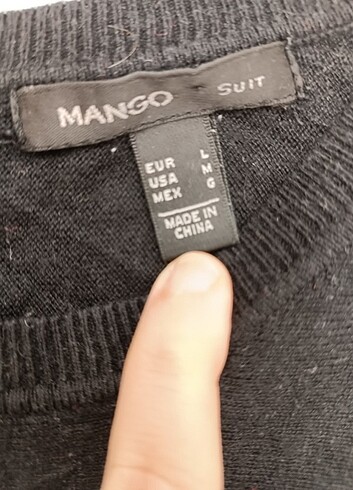 MANGO SUIT
EUR L
USA M
MEX G
MADE IN
CHINA